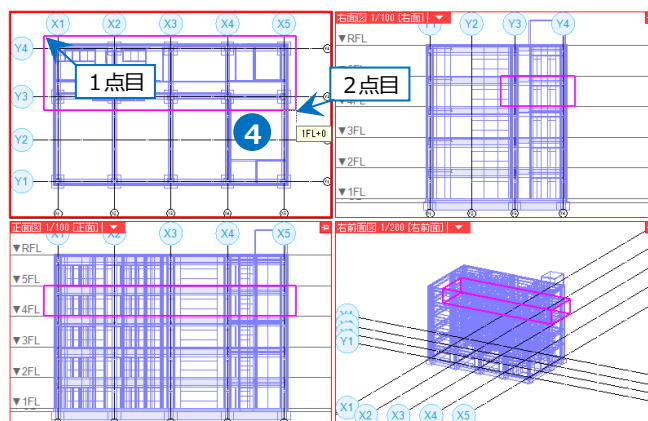 X1 X2 X3 X4 X5
Y4
Y3
Y2
Y1
1点目
2点目
4
1FL+0
右面図 1/100 [右面]
Y1 Y2 Y3 Y4
▼RFL
▼3FL
▼2FL
▼1FL
正面図 1/100 [正面]
X1 X2 X3 X4 X5
▼RFL
▼5FL
▼4FL
▼3FL
▼2FL
▼1FL
右前面図 1/200 [右前面]
Y1
X1 X2 X3 X4 X5